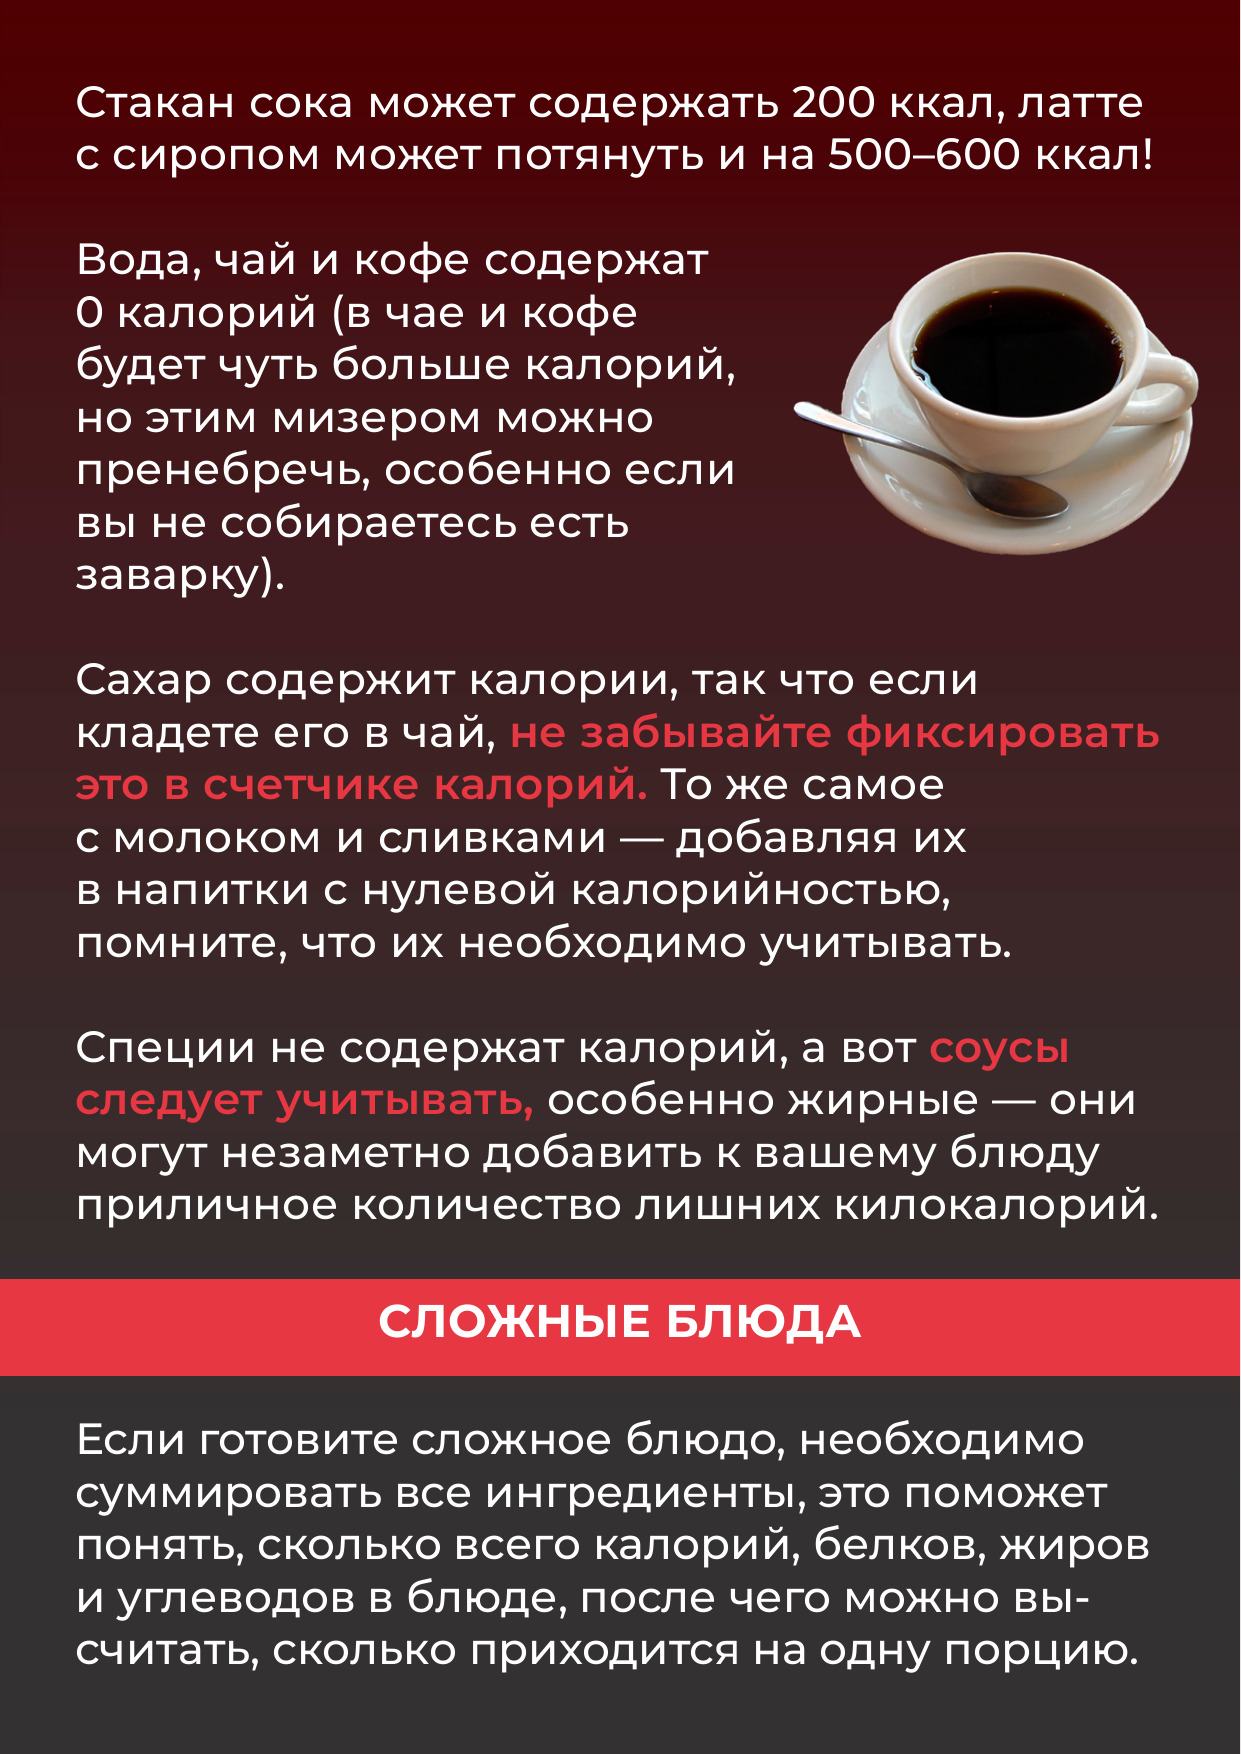 Стакан сока может содержать 200 ккал, латте
с сиропом может потянуть и на 500–600 ккал!
Вода, чай и кофе содержат
0 калорий (в чае и кофе
будет чуть больше калорий,
но этим мизером можно
пренебречь, особенно если
вы не собираетесь есть
заварку).
Сахар содержит калории, так что если
кладете его в чай, не забывайте фиксировать
это в счетчике калорий. То же самое
с молоком и сливками — добавляя их
в напитки с нулевой калорийностью,
помните, что их необходимо учитывать.
Специи не содержат калорий, а вот соусы
следует учитывать, особенно жирные — они
могут незаметно добавить к вашему блюду
приличное количество лишних килокалорий.
СЛОЖНЫЕ БЛЮДА
Если готовите сложное блюдо, необходимо
суммировать все ингредиенты, это поможет
понять, сколько всего калорий, белков, жиров
и углеводов в блюде, после чего можно вы-
считать, сколько приходится на одну порцию.